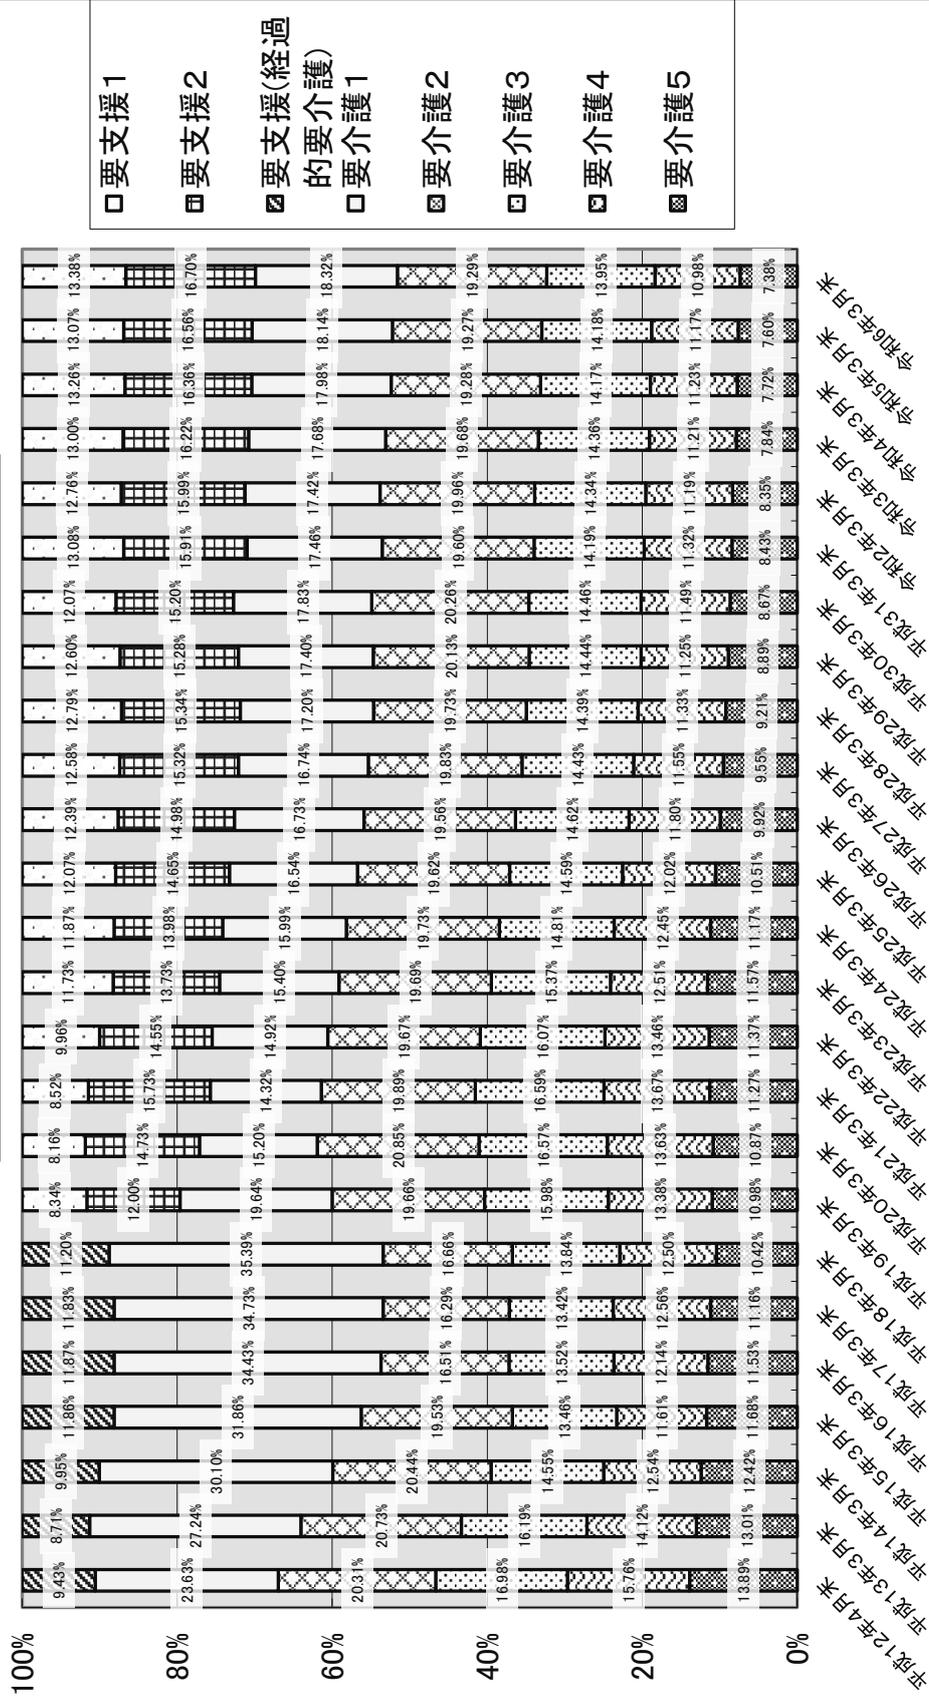 100%
80%
60%
40%
20%
0%
9.43% 8.71% 9.95% 11.86% 11.87% 11.83% 11.20% 8.34% 8.16% 8.52% 9.96% 11.73% 11.87% 12.07% 12.39% 12.58% 12.79% 12.60% 12.07% 13.08% 12.76% 13.00% 13.26% 13.07% 13.38%
12.00% 14.73% 15.73% 14.55% 13.73% 13.98% 14.65% 14.98% 15.32% 15.34% 15.28% 15.20% 15.91% 15.99% 16.22% 16.36% 16.56% 16.70%
23.63% 27.24% 30.10% 31.86% 34.43% 34.73% 35.39% 19.64% 15.20% 14.32% 14.92% 15.40% 15.99% 16.54% 16.73% 16.74% 17.20% 17.40% 17.83% 17.46% 17.42% 17.68% 17.98% 18.14% 18.32%
20.31% 20.73% 20.44% 19.53% 16.51% 16.29% 16.66% 19.66% 20.85% 19.89% 19.67% 19.69% 19.73% 19.62% 19.56% 19.83% 19.73% 20.13% 20.26% 19.60% 19.96% 19.68% 19.28% 19.27% 19.29%
16.98% 16.19% 14.55% 13.46% 13.52% 13.42% 13.84% 15.98% 16.57% 16.59% 16.07% 15.37% 14.81% 14.59% 14.62% 14.43% 14.39% 14.44% 14.46% 14.19% 14.34% 14.36% 14.17% 14.18% 13.95%
15.76% 14.12% 12.54% 11.61% 12.14% 12.56% 12.50% 13.38% 13.63% 13.67% 13.46% 12.51% 12.45% 12.02% 11.80% 11.55% 11.33% 11.25% 11.49% 11.32% 11.19% 11.21% 11.23% 11.17% 10.98%
13.89% 13.01% 12.42% 11.68% 11.53% 11.16% 10.42% 10.98% 10.87% 11.27% 11.37% 11.57% 11.17% 10.51% 9.92% 9.55% 9.21% 8.89% 8.67% 8.43% 8.35% 7.84% 7.72% 7.60% 7.38%
平成12年4月末
平成13年3月末
平成14年3月末
平成15年3月末
平成16年3月末
平成17年3月末
平成18年3月末
平成19年3月末
平成20年3月末
平成21年3月末
平成22年3月末
平成23年3月末
平成24年3月末
平成25年3月末
平成26年3月末
平成27年3月末
平成28年3月末
平成29年3月末
平成30年3月末
平成31年3月末
令和2年3月末
令和3年3月末
令和4年3月末
令和5年3月末
令和6年3月末
要支援1
要支援2
要支援(経過
的要介護)
要介護1
要介護2
要介護3
要介護4
要介護5